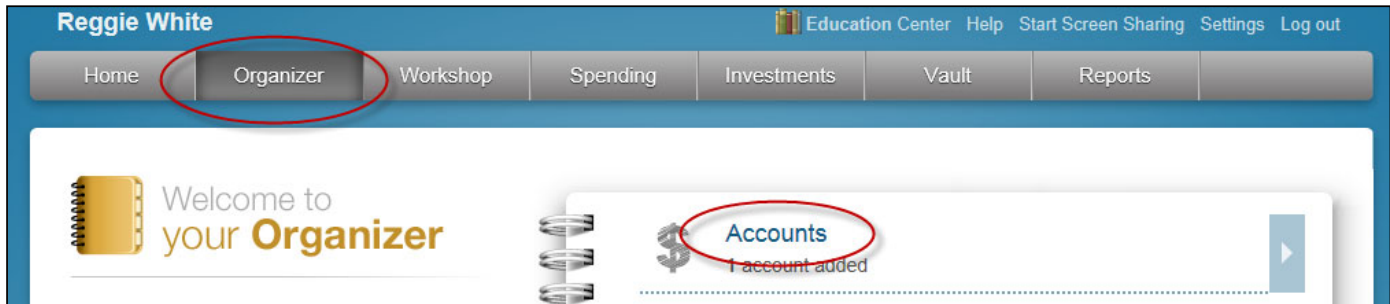 Reggie White
Education Center Help Start Screen Sharing Settings Log out
Home Organizer Workshop Spending Investments Vault Reports
Welcome to
your Organizer
$ Accounts
1 account added